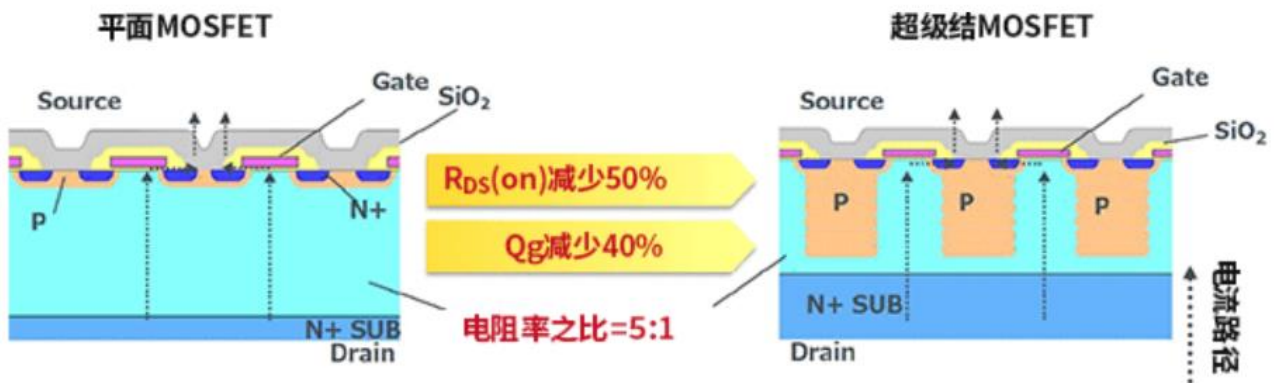 平面MOSFET
超级结MOSFET
Source
Gate
SiO₂
P
N+
N+ SUB
Drain
R_DS(on)减少50%
Qg减少40%
电阻率之比=5:1
Source
Gate
SiO₂
P
P
P
N+ SUB
Drain
电流路径